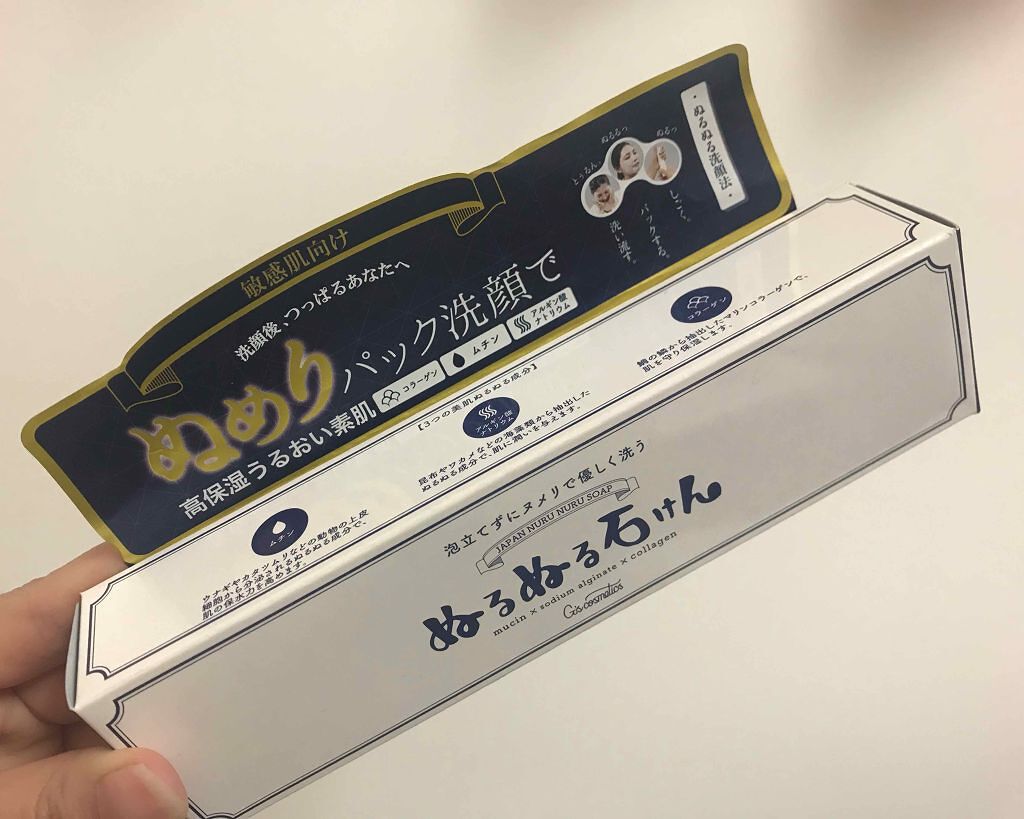 敏感肌向け
洗顔後、つっぱるあなたへ
ぬめりパック洗顔で
高保湿うるおい素肌
コラーゲン
ムチン
アルギン酸
ナトリウム
・ぬるぬる洗顔法・
ぬるっ
しごく。
ぬるるっ
パックする。
とぅるん。
洗い流す。
【3つの美肌ぬるぬる成分】
ムチン
ウナギやカタツムリなどの動物の上皮
細胞から分泌されるぬるぬる成分で、
肌の保水力を高めます。
アルギン酸
ナトリウム
昆布やワカメなどの海藻類から抽出した
ぬるぬる成分で、肌に潤いを与えます。
コラーゲン
鯛の鱗から抽出したマリンコラーゲンで、
肌を守り保湿します。
泡立てずにヌメリで優しく洗う
JAPAN NURU NURU SOAP
ぬるぬる石けん
mucin × sodium alginate × collagen
G's cosmetics